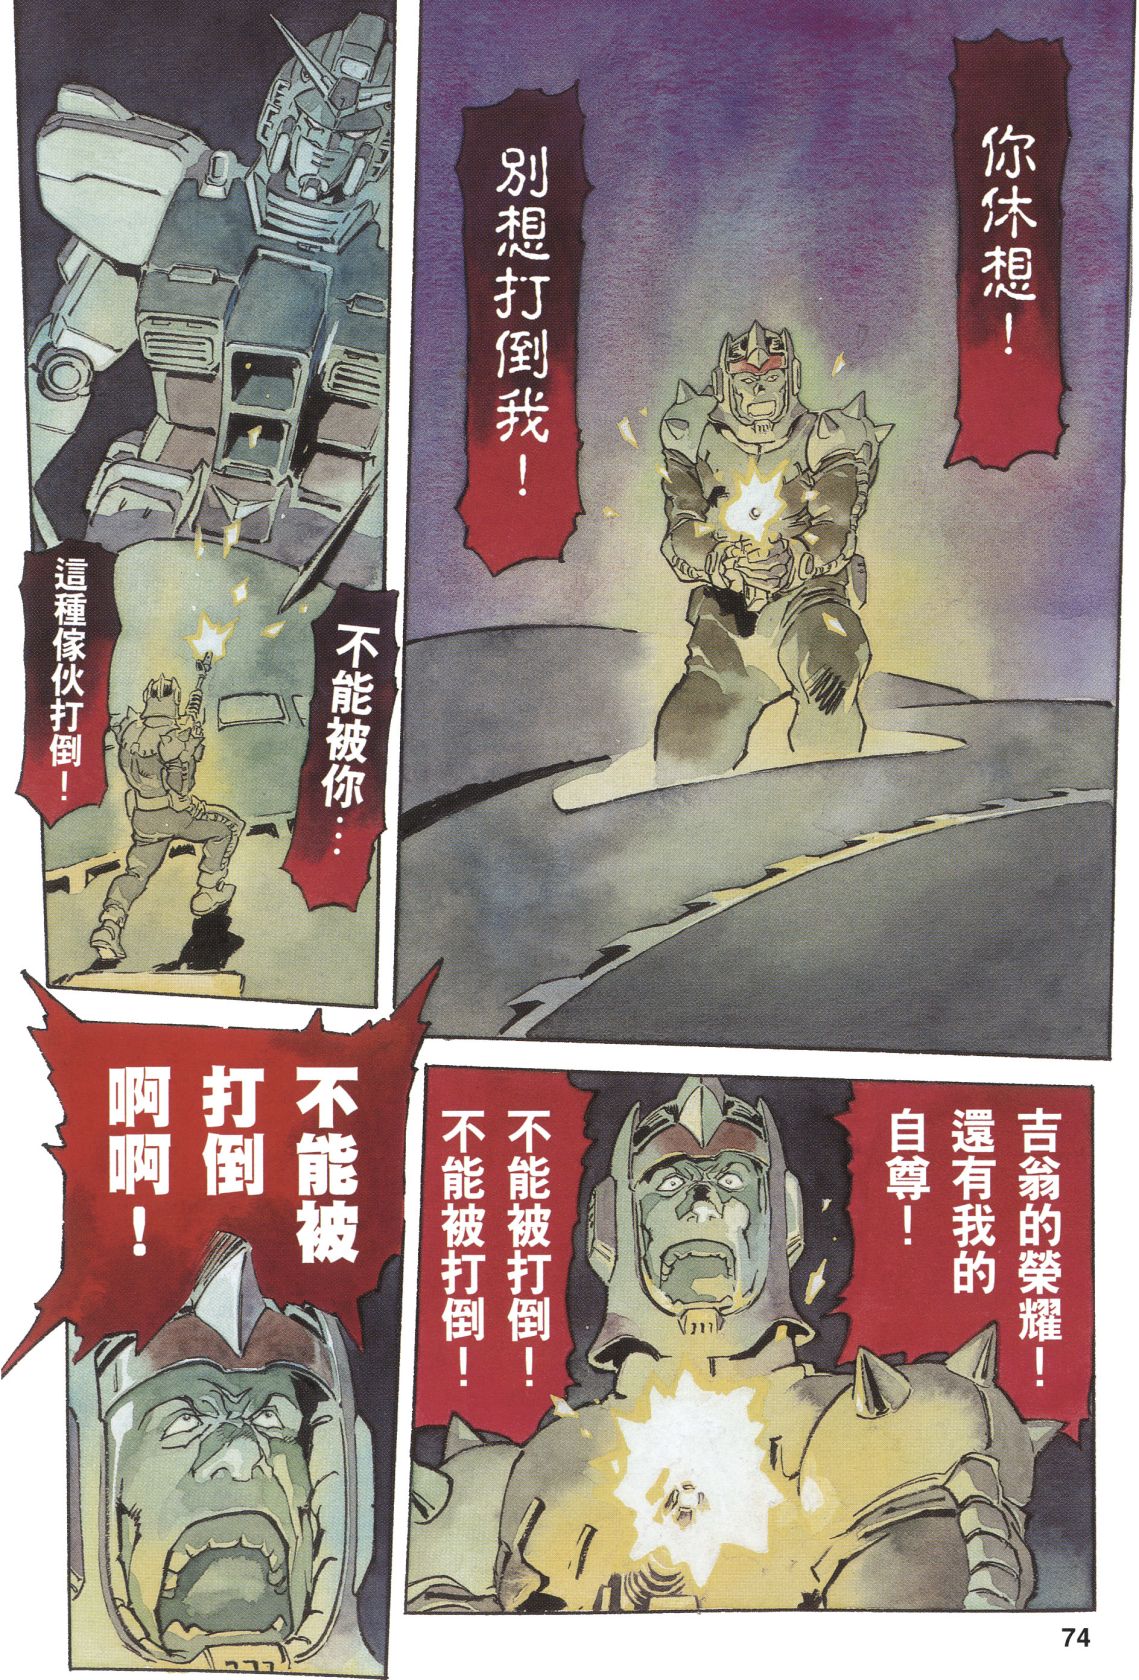 你休想！
別想打倒我！
不能被你…
這種傢伙打倒！
吉翁的榮耀！
還有我的
自尊！
不能被打倒！
不能被打倒！
不能被
打倒
啊啊！
74